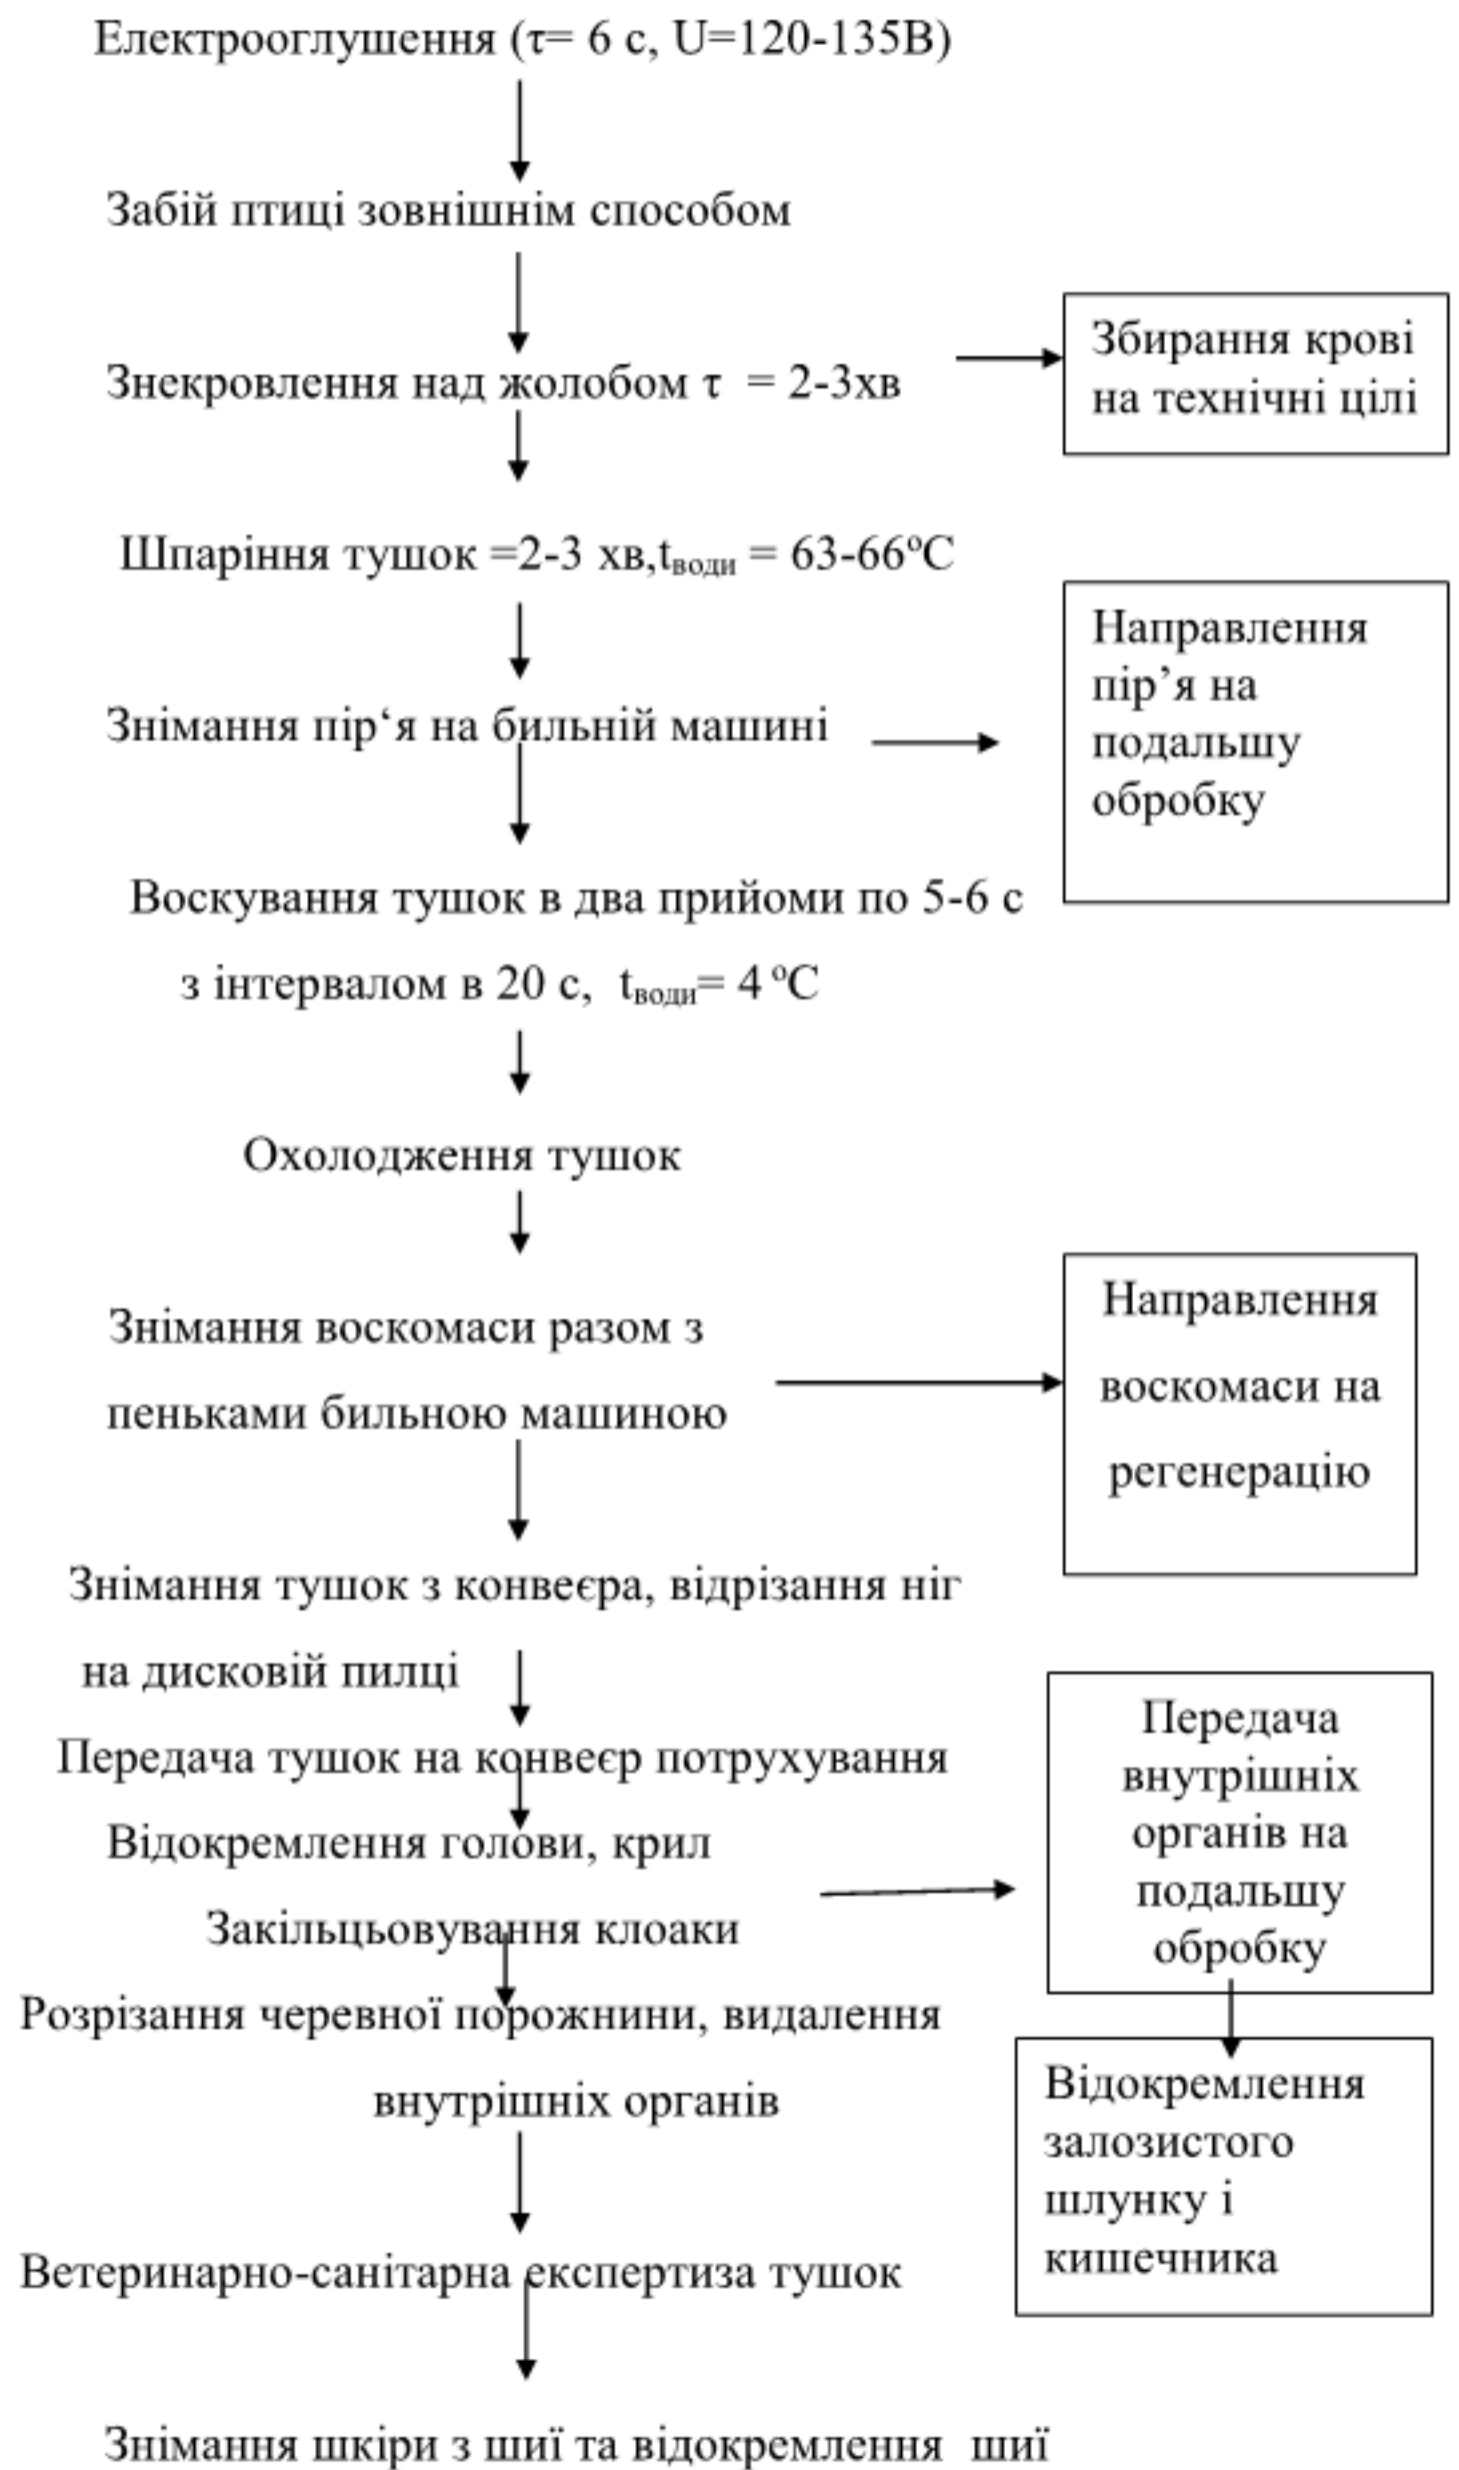 Електрооглушення (τ= 6 с, U=120-135В)
Забій птиці зовнішнім способом
Знекровлення над жолобом τ = 2-3хв
Збирання крові
на технічні цілі
Шпаріння тушок =2-3 хв,tводи = 63-66ºС
Знімання пір‘я на бильній машині
Направлення
пір’я на
подальшу
обробку
Воскування тушок в два прийоми по 5-6 с
з інтервалом в 20 с, tводи= 4 ºС
Охолодження тушок
Знімання воскомаси разом з
пеньками бильною машиною
Направлення
воскомаси на
регенерацію
Знімання тушок з конвеєра, відрізання ніг
на дисковій пилці
Передача тушок на конвеєр потрухування
Відокремлення голови, крил
Закільцьовування клоаки
Передача
внутрішніх
органів на
подальшу
обробку
Розрізання черевної порожнини, видалення
внутрішніх органів
Відокремлення
залозистого
шлунку і
кишечника
Ветеринарно-санітарна експертиза тушок
Знімання шкіри з шиї та відокремлення шиї